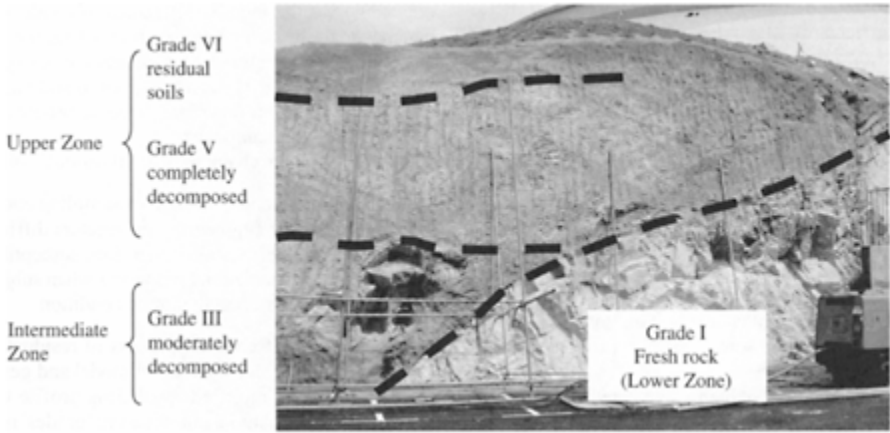 Grade VI
residual
soils
Upper Zone
Grade V
completely
decomposed
Intermediate
Zone
Grade III
moderately
decomposed
Grade I
Fresh rock
(Lower Zone)